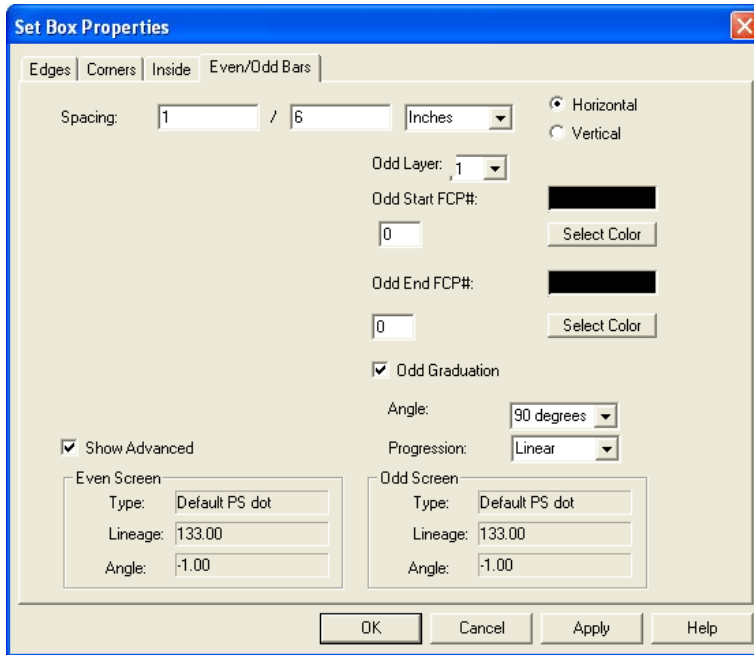 Set Box Properties
Edges Corners Inside Even/Odd Bars
Spacing: 1 / 6 Inches Horizontal
Vertical
Odd Layer: 1
Odd Start FCP#:
0 Select Color
Odd End FCP#:
0 Select Color
Odd Graduation
Angle: 90 degrees
Show Advanced Progression: Linear
Even Screen Odd Screen
Type: Default PS dot Type: Default PS dot
Lineage: 133.00 Lineage: 133.00
Angle: -1.00 Angle: -1.00
OK Cancel Apply Help